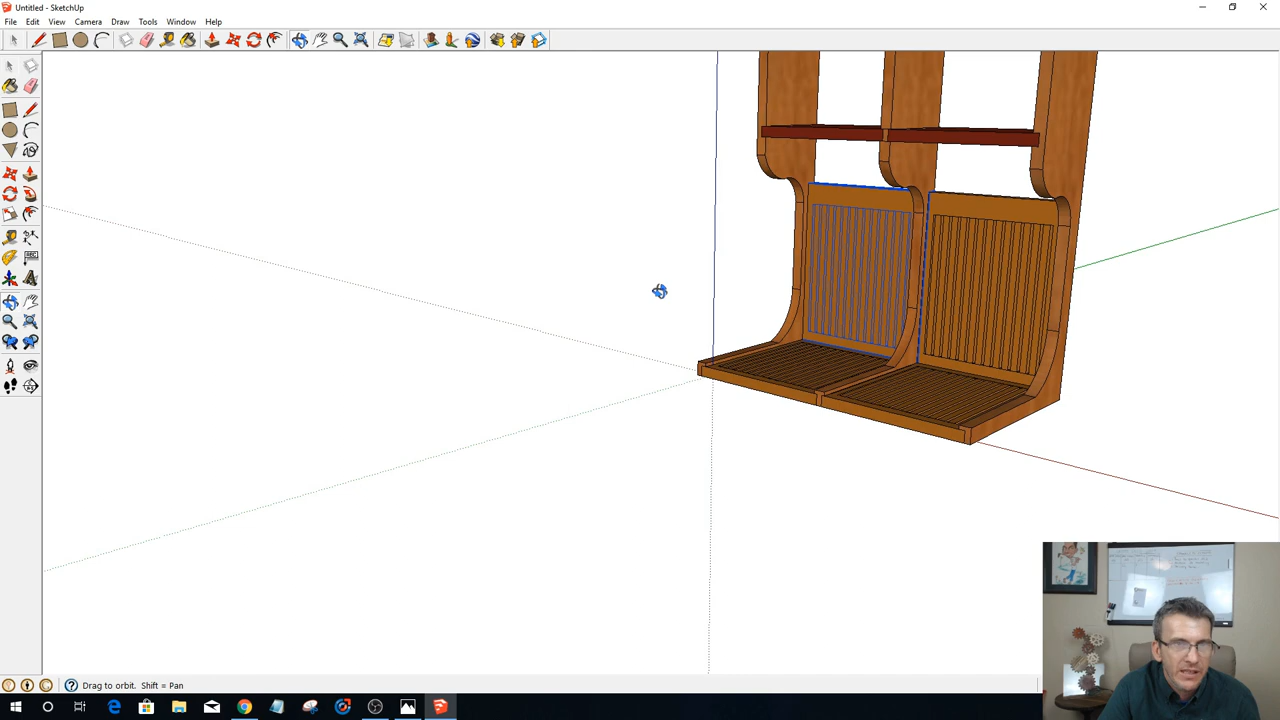 Untitled - SketchUp
File Edit View Camera Draw Tools Window Help
Drag to orbit. Shift = Pan